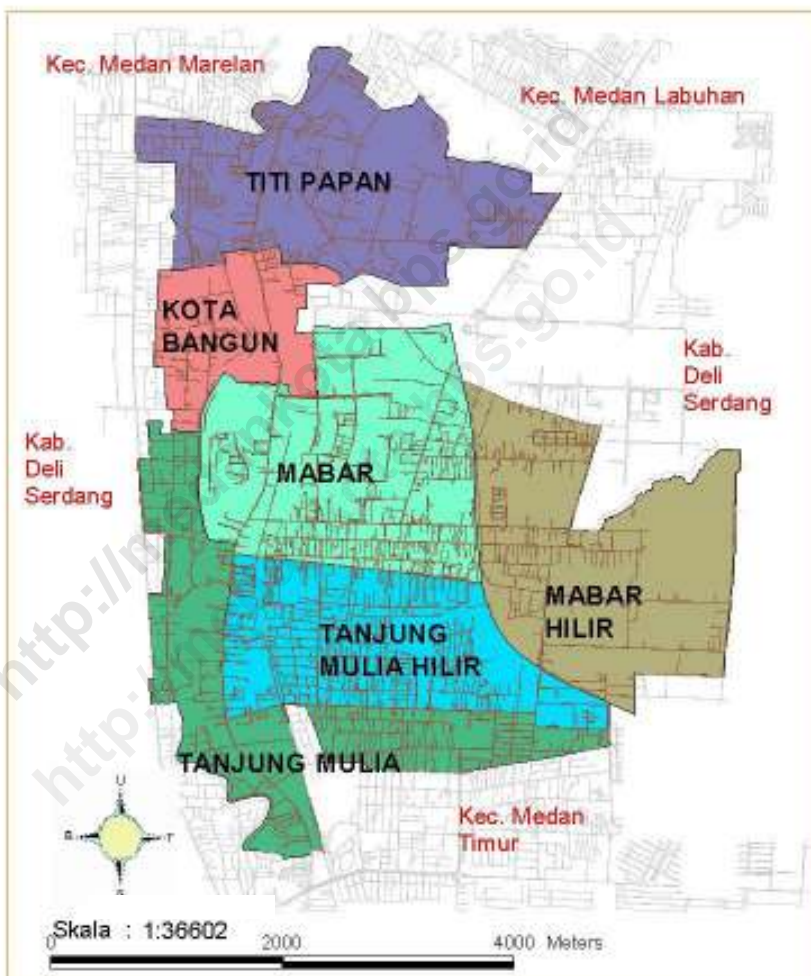 Kec. Medan Marelan
Kec. Medan Labuhan
TITI PAPAN
KOTA
BANGUN
Kab.
Deli
Serdang
Kab.
Deli
Serdang
MABAR
MABAR
HILIR
TANJUNG
MULIA HILIR
TANJUNG MULIA
Kec. Medan
Timur
U
B
T
Skala : 1:36602
0
2000
4000 Meters